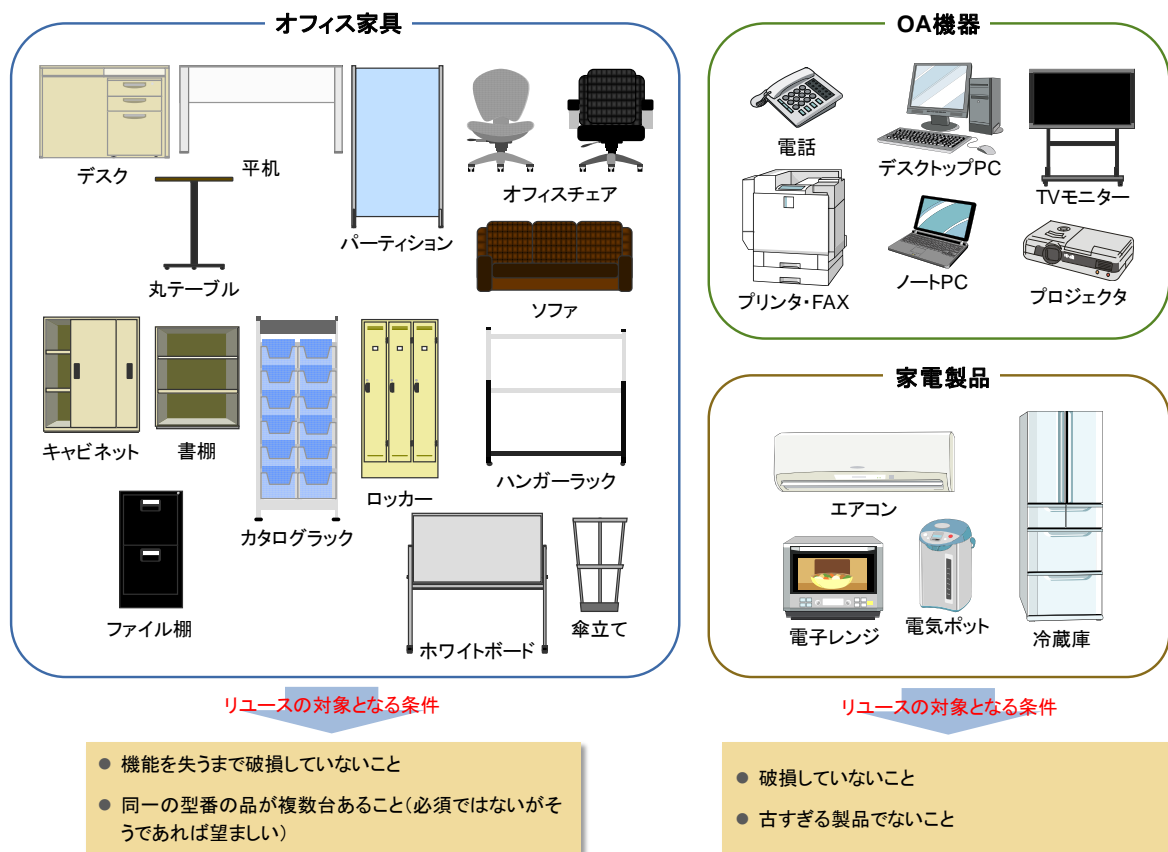 オフィス家具
デスク
平机
パーティション
オフィスチェア
丸テーブル
ソファ
キャビネット
書棚
カタログラック
ロッカー
ハンガーラック
ファイル棚
ホワイトボード
傘立て
OA機器
電話
デスクトップPC
TVモニター
プリンタ・FAX
ノートPC
プロジェクタ
家電製品
エアコン
電子レンジ
電気ポット
冷蔵庫
リユースの対象となる条件
● 機能を失うまで破損していないこと
● 同一の型番の品が複数台あること(必須ではないがそ
うであれば望ましい)
リユースの対象となる条件
● 破損していないこと
● 古すぎる製品でないこと